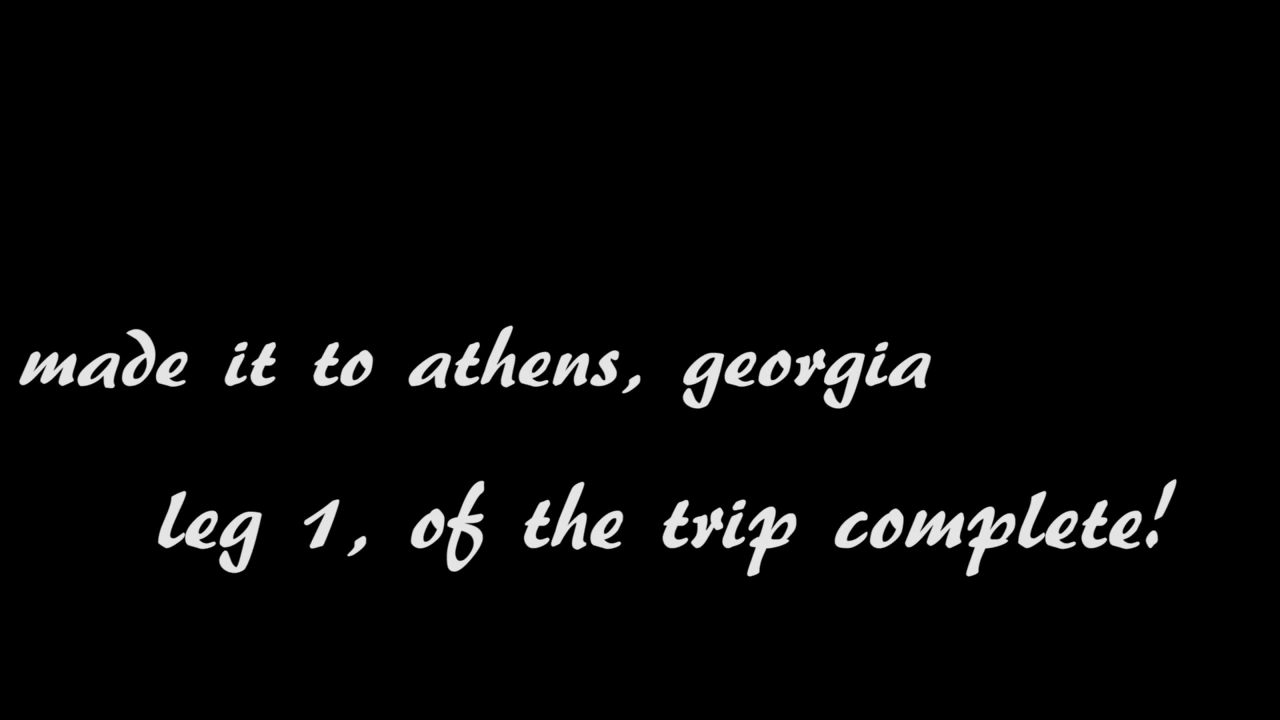 made it to athens, georgia
leg 1, of the trip complete!